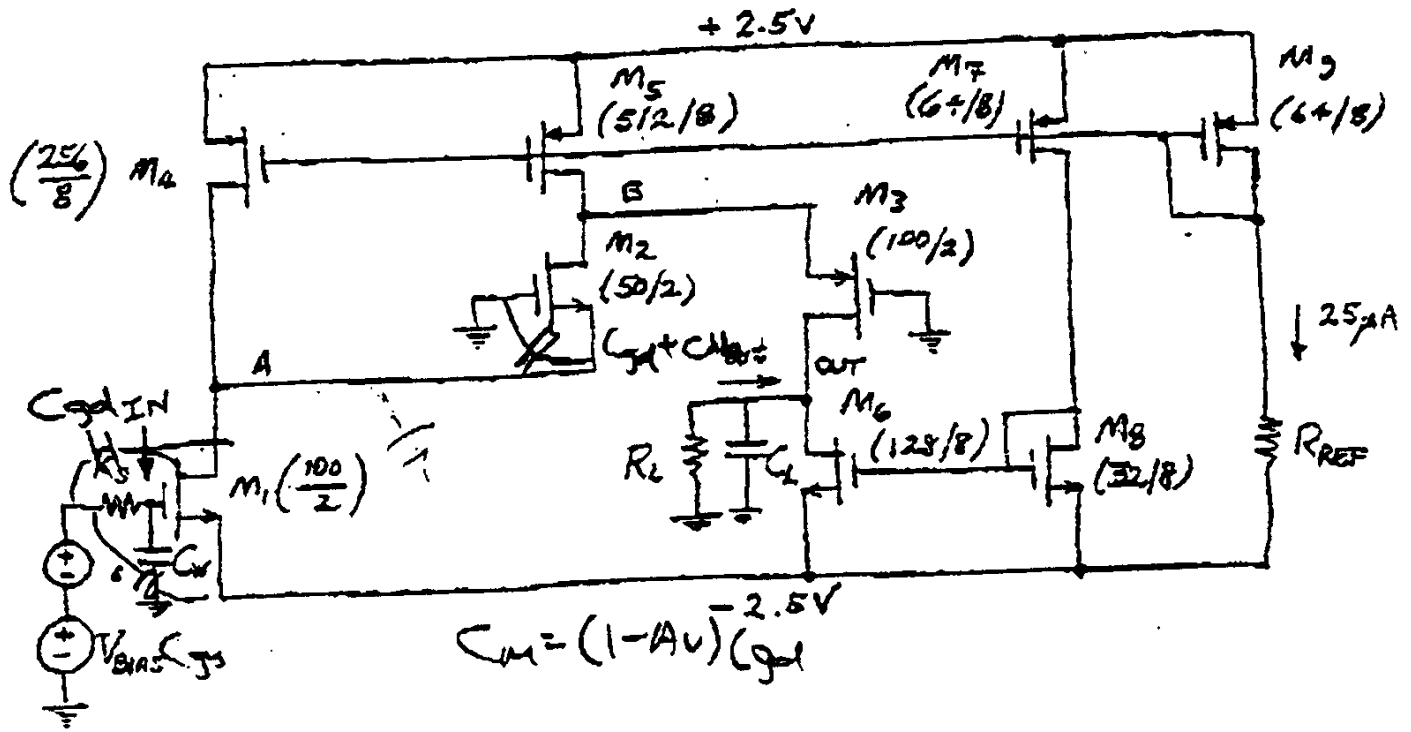 + 2.5V
M5
(512/8)
M7
(64/8)
M9
(64/8)
(256/8) M4
B
M3
(100/2)
M2
(50/2)
25µA
A
OUT
Cgd IN
M6
(128/8)
M8
(32/8)
RREF
RL
CL
RS
M1(100/2)
- 2.5V
VBIAS Cgs
CM = (1-Av) Cgd